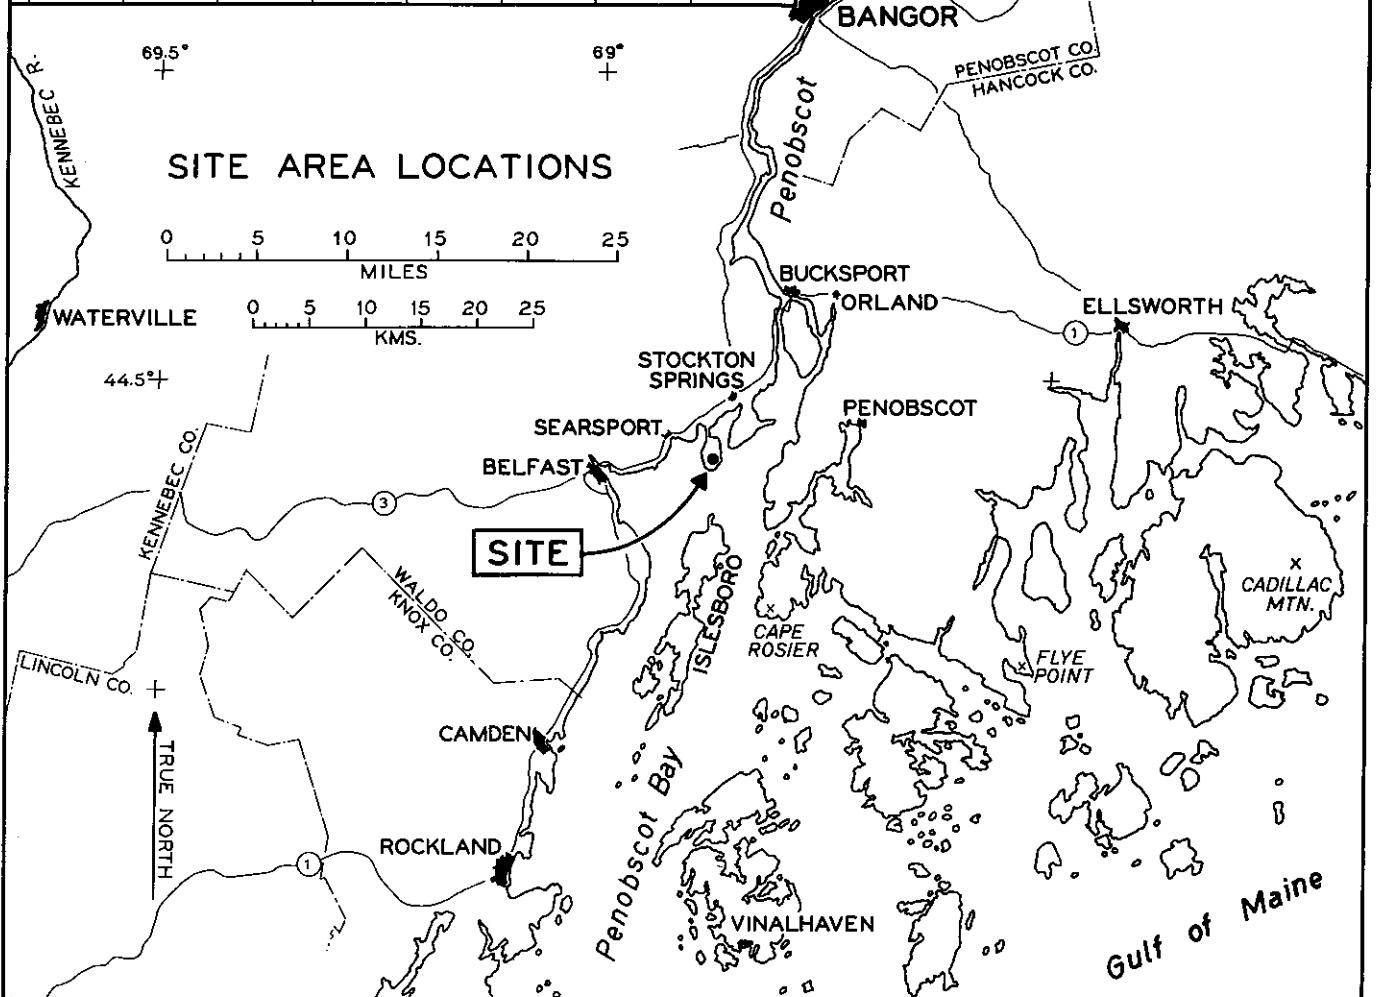 BANGOR
69.5°
69°
PENOBSCOT CO.
HANCOCK CO.
KENNEBEC R.
Penobscot
SITE AREA LOCATIONS
0 5 10 15 20 25
MILES
BUCKSPORT
ORLAND
ELLSWORTH
0 5 10 15 20 25
KMS.
WATERVILLE
1
STOCKTON
SPRINGS
44.5°
PENOBSCOT
SEARSPORT
BELFAST
KENNEBEC CO.
3
SITE
ISLESBORO
CADILLAC
MTN.
WALDO CO.
KNOX CO.
CAPE
ROSIER
FLYE
POINT
LINCOLN CO.
CAMDEN
TRUE NORTH
Penobscot Bay
ROCKLAND
1
VINALHAVEN
Gulf of Maine